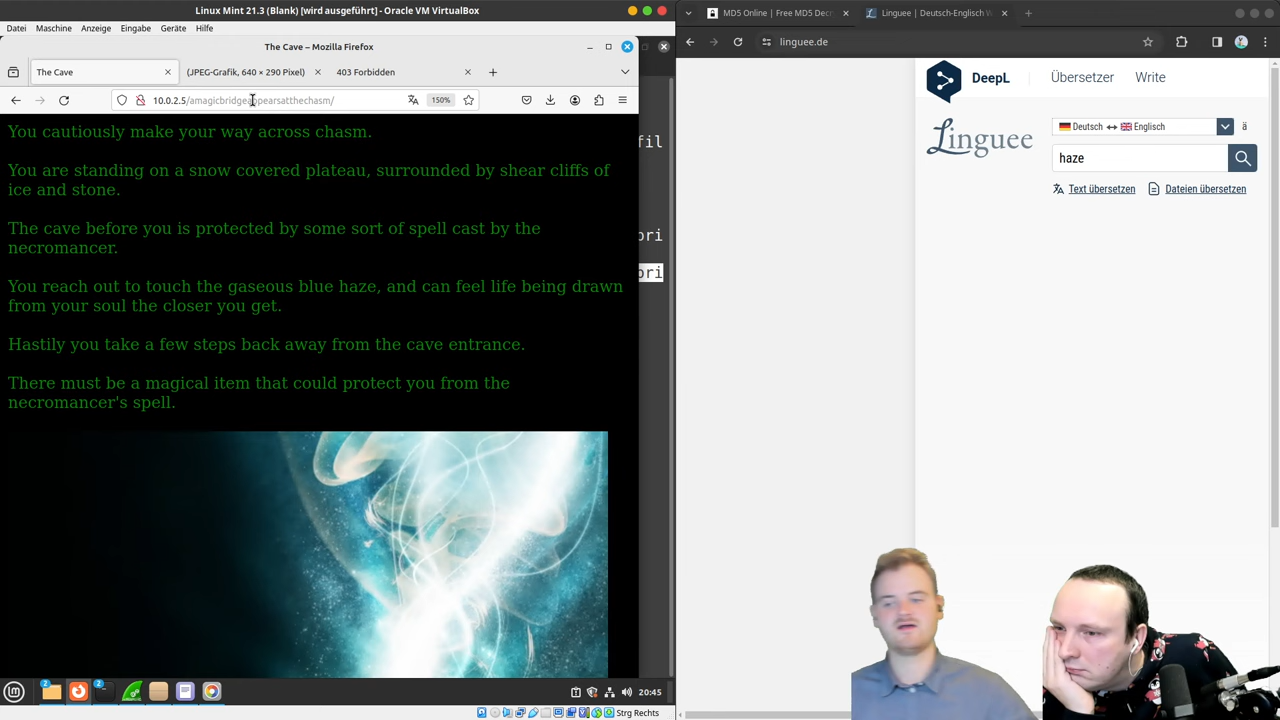 Linux Mint 21.3 (Blank) [wird ausgeführt] - Oracle VM VirtualBox
Datei Maschine Anzeige Eingabe Geräte Hilfe
The Cave – Mozilla Firefox
The Cave
(JPEG-Grafik, 640 × 290 Pixel)
403 Forbidden
10.0.2.5/amagicbridgeappearsatthechasm/
150%
You cautiously make your way across chasm.
You are standing on a snow covered plateau, surrounded by shear cliffs of
ice and stone.
The cave before you is protected by some sort of spell cast by the
necromancer.
You reach out to touch the gaseous blue haze, and can feel life being drawn
from your soul the closer you get.
Hastily you take a few steps back away from the cave entrance.
There must be a magical item that could protect you from the
necromancer's spell.
fil
bri
bri
2
2
20:45
Strg Rechts
MD5 Online | Free MD5 Decr
Linguee | Deutsch-Englisch W
linguee.de
DeepL
Übersetzer
Write
Linguee
Deutsch
Englisch
ä
haze
Text übersetzen
Dateien übersetzen